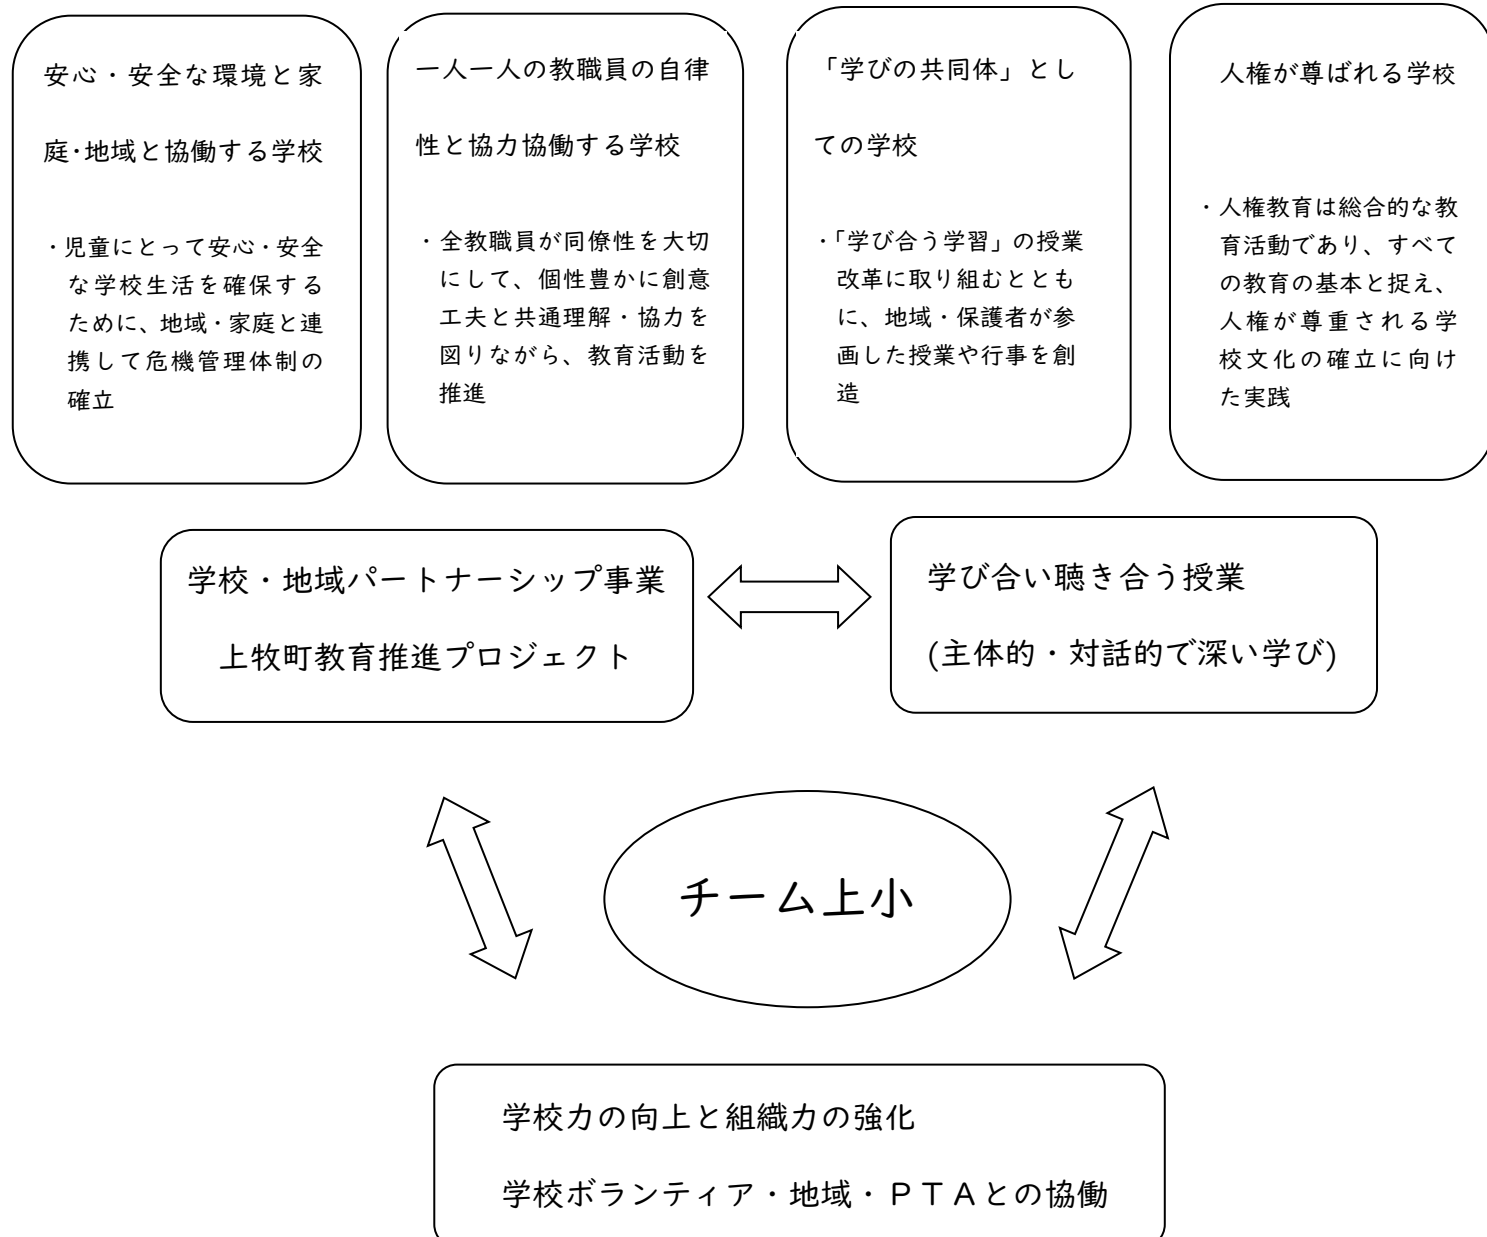 安心・安全な環境と家
庭・地域と協働する学校
・児童にとって安心・安全
な学校生活を確保する
ために、地域・家庭と連
携して危機管理体制の
確立
一人一人の教職員の自律
性と協力協働する学校
・全教職員が同僚性を大切
にして、個性豊かに創意
工夫と共通理解・協力を
図りながら、教育活動を
推進
「学びの共同体」とし
ての学校
・「学び合う学習」の授業
改革に取り組むととも
に、地域・保護者が参
画した授業や行事を創
造
人権が尊ばれる学校
・人権教育は総合的な教
育活動であり、すべて
の教育の基本と捉え、
人権が尊重される学
校文化の確立に向け
た実践
学校・地域パートナーシップ事業
上牧町教育推進プロジェクト
学び合い聴き合う授業
(主体的・対話的で深い学び)
チーム上小
学校力の向上と組織力の強化
学校ボランティア・地域・ＰＴＡとの協働